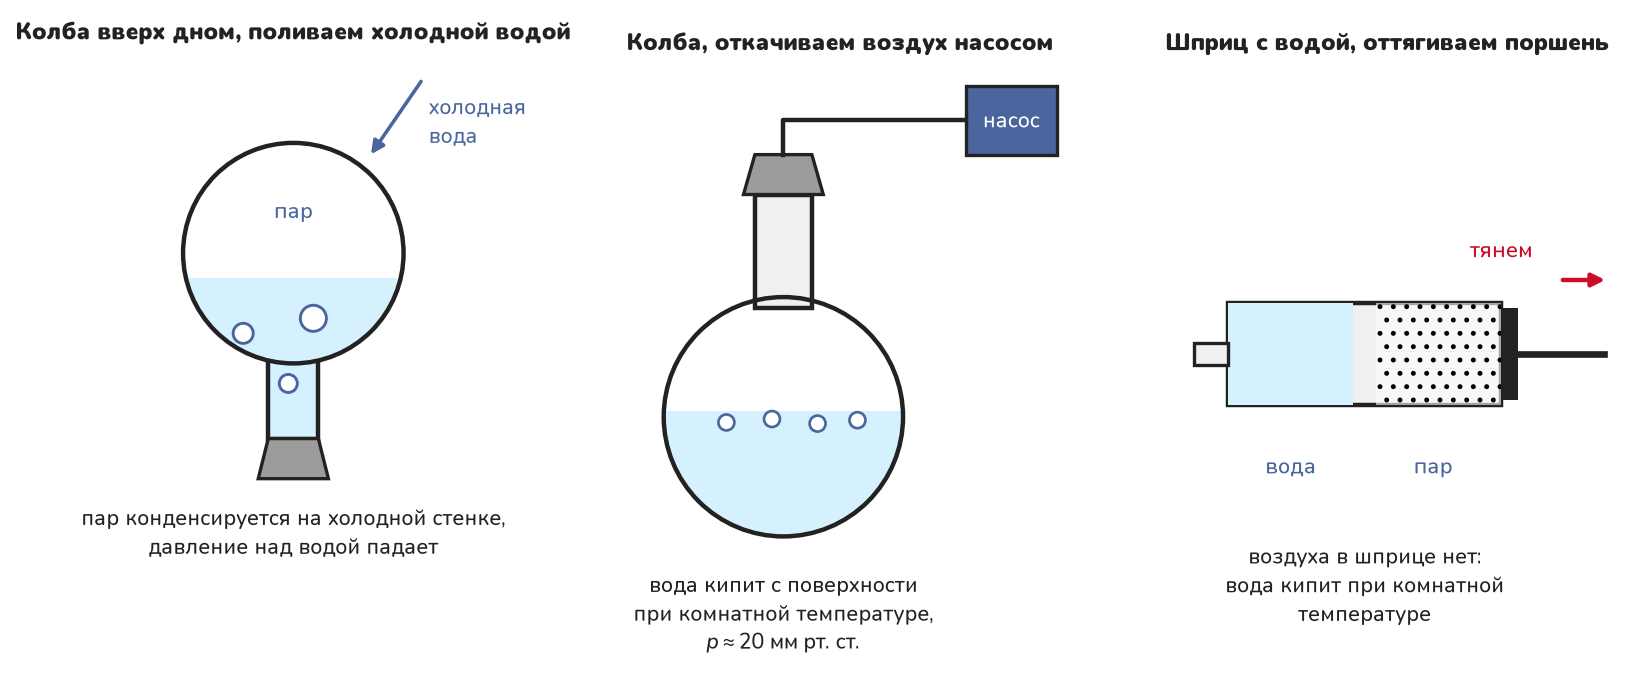 Колба вверх дном, поливаем холодной водой
холодная
вода
пар
пар конденсируется на холодной стенке,
давление над водой падает
Колба, откачиваем воздух насосом
насос
вода кипит с поверхности
при комнатной температуре,
p ≈ 20 мм рт. ст.
Шприц с водой, оттягиваем поршень
тянем
вода
пар
воздуха в шприце нет:
вода кипит при комнатной
температуре